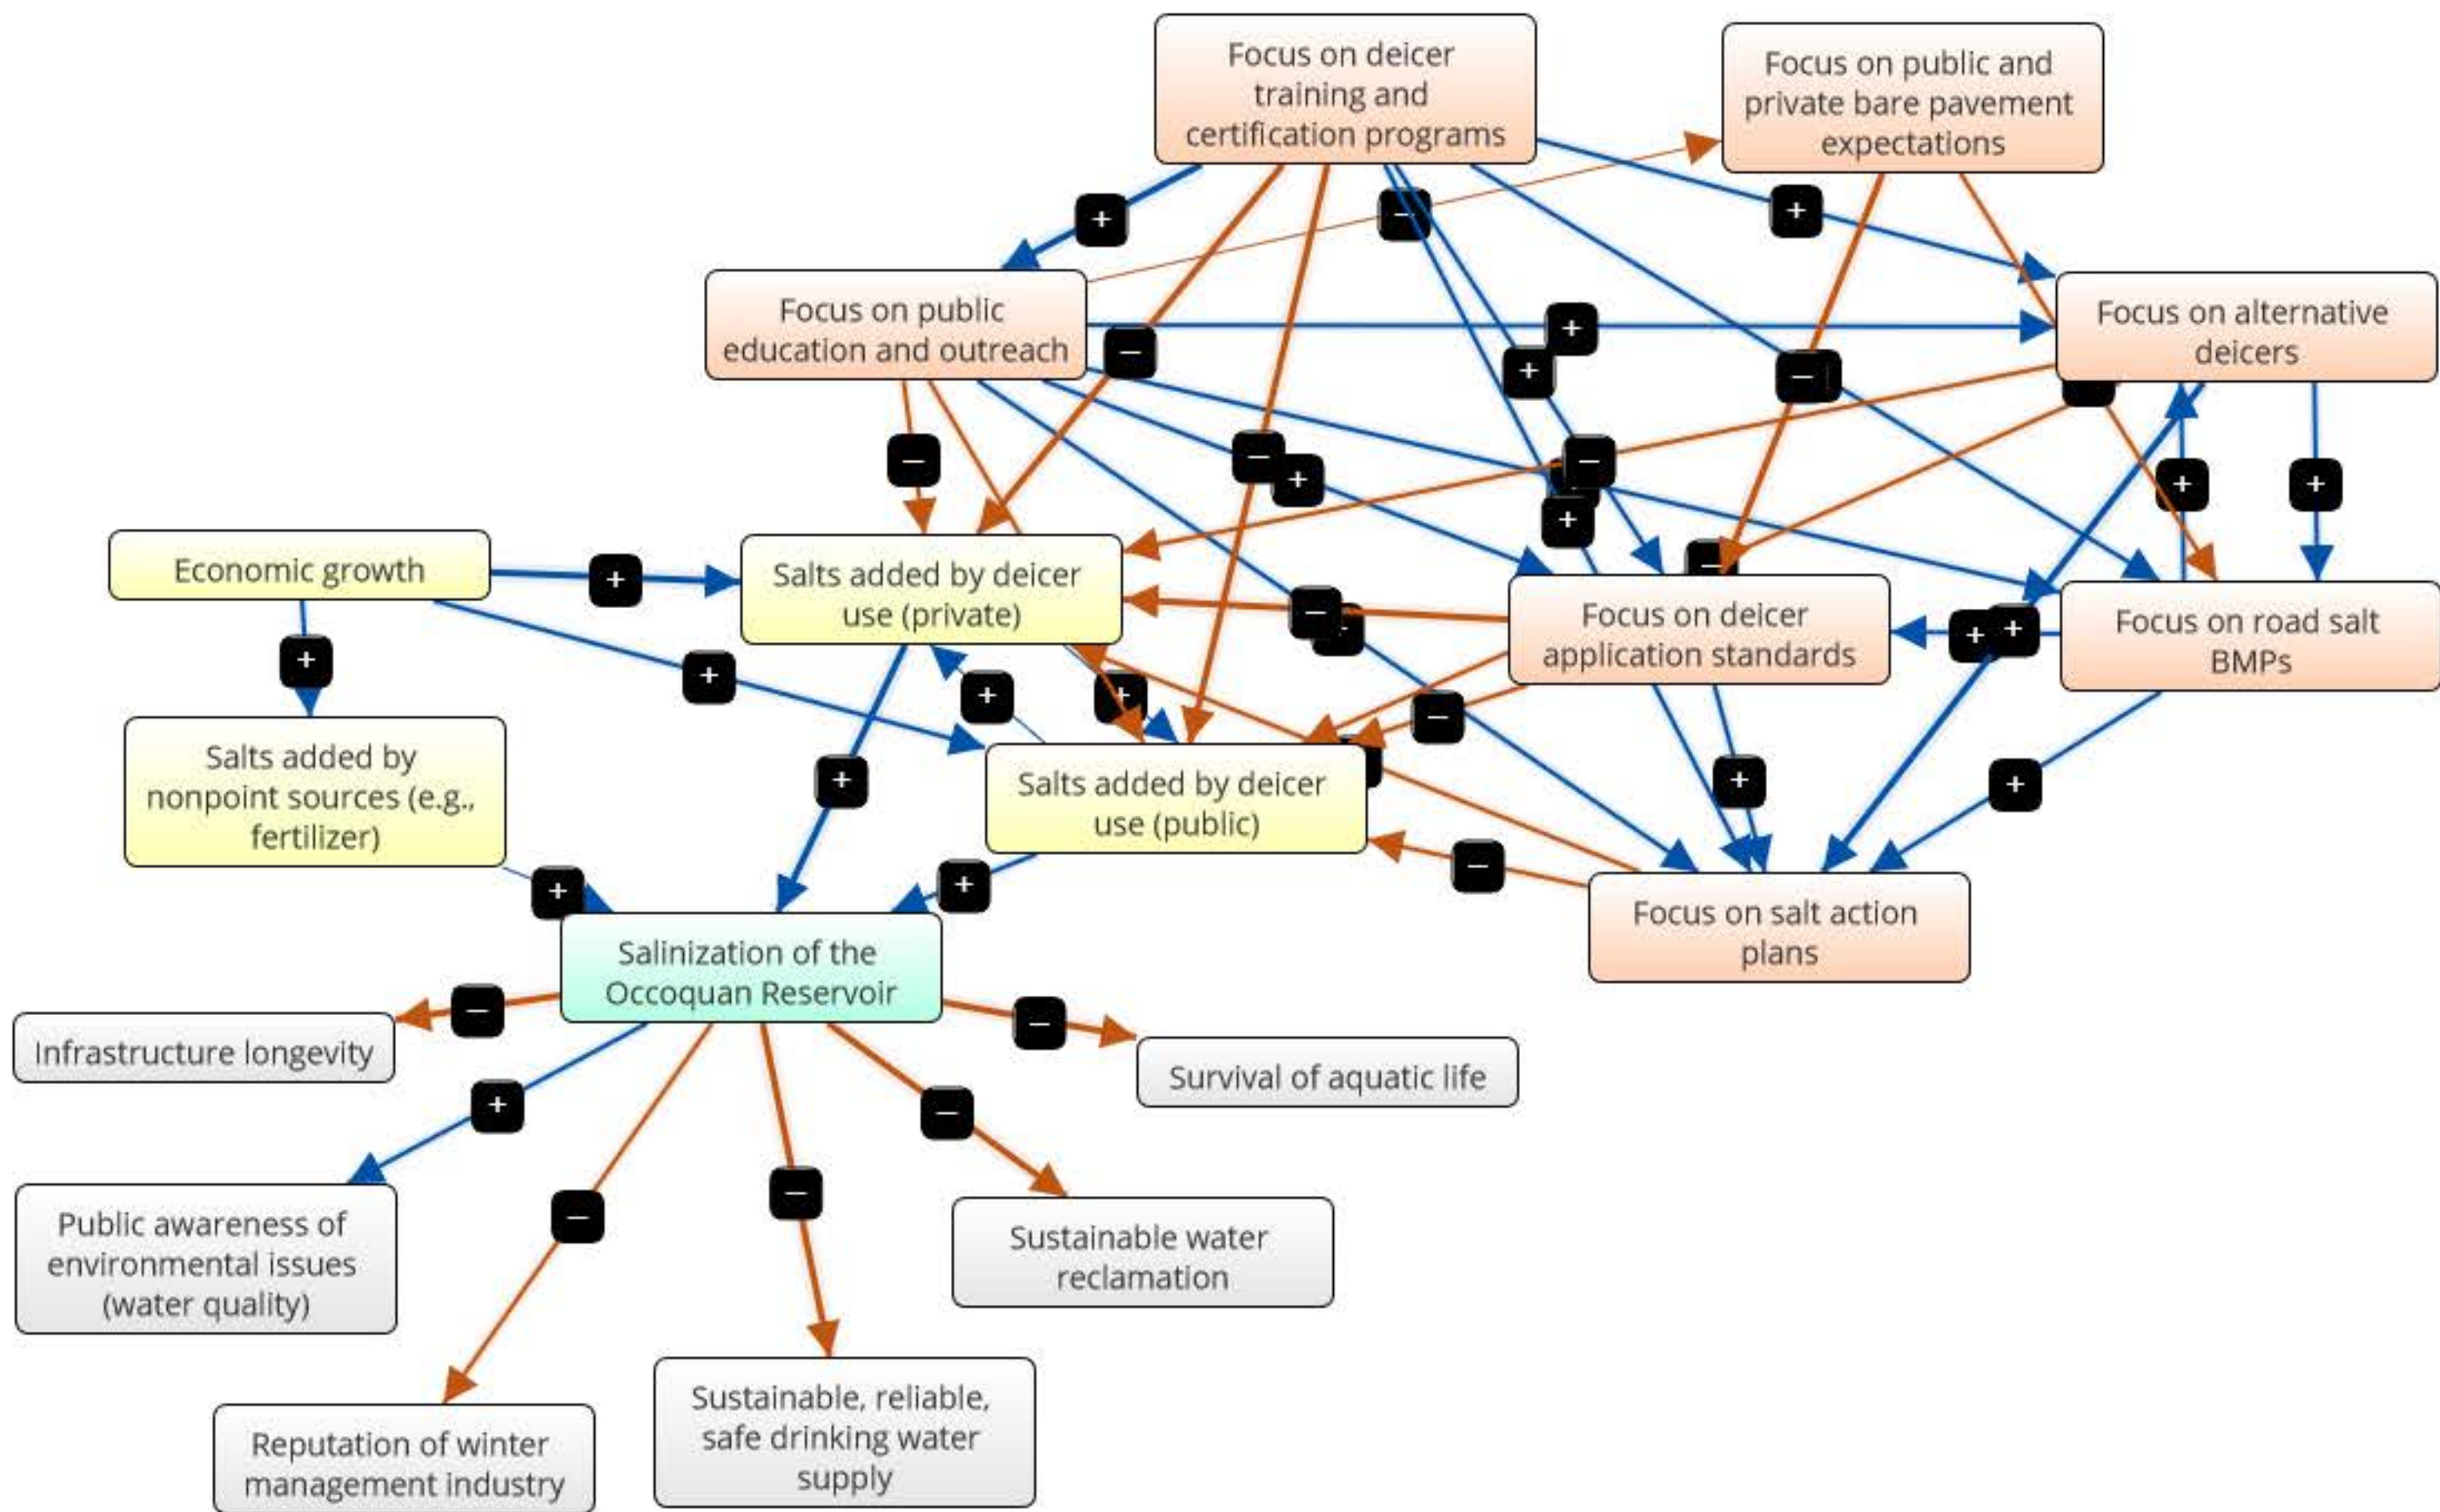 Focus on deicer
training and
certification programs
Focus on public and
private bare pavement
expectations
Focus on public
education and outreach
Focus on alternative
deicers
Economic growth
Salts added by deicer
use (private)
Focus on deicer
application standards
Focus on road salt
BMPs
Salts added by
nonpoint sources (e.g.,
fertilizer)
Salts added by deicer
use (public)
Focus on salt action
plans
Salinization of the
Occoquan Reservoir
Infrastructure longevity
Survival of aquatic life
Public awareness of
environmental issues
(water quality)
Sustainable water
reclamation
Reputation of winter
management industry
Sustainable, reliable,
safe drinking water
supply